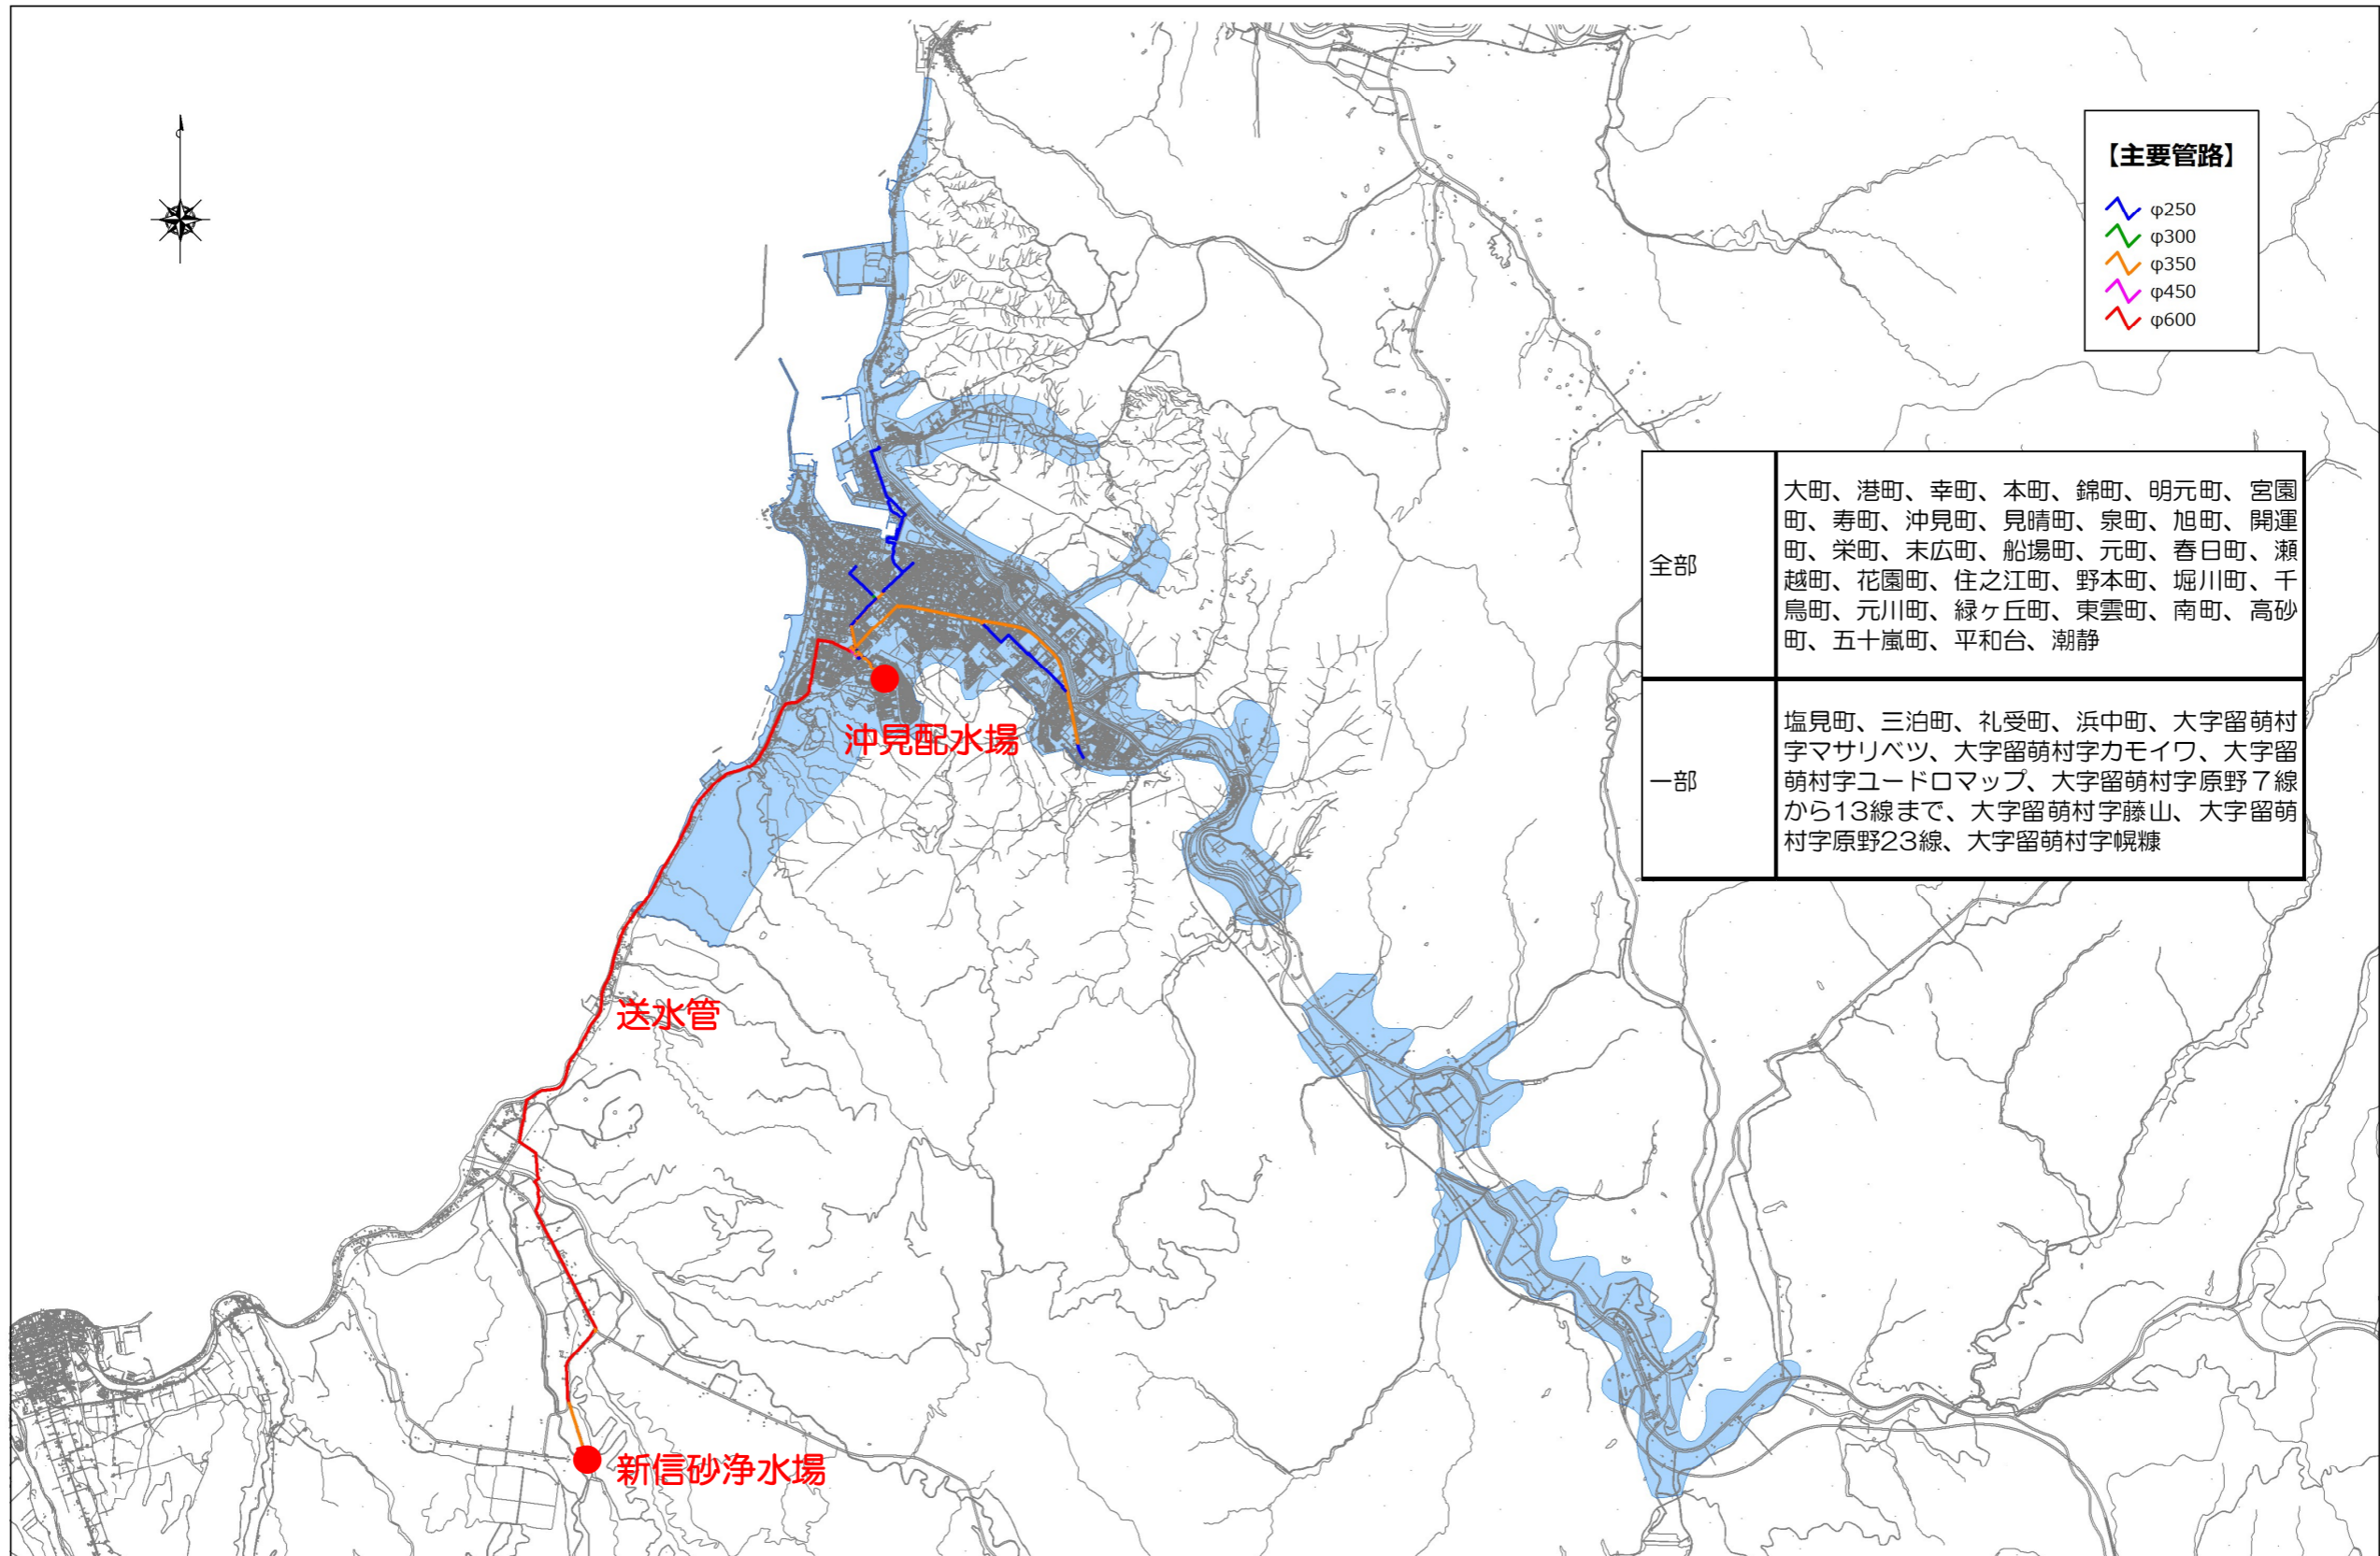 【主要管路】
φ250
φ300
φ350
φ450
φ600
全部
大町、港町、幸町、本町、錦町、明元町、宮園
町、寿町、沖見町、見晴町、泉町、旭町、開運
町、栄町、末広町、船場町、元町、春日町、瀬
越町、花園町、住之江町、野本町、堀川町、千
鳥町、元川町、緑ヶ丘町、東雲町、南町、高砂
町、五十嵐町、平和台、潮静
一部
塩見町、三泊町、礼受町、浜中町、大字留萌村
字マサリベツ、大字留萌村字カモイワ、大字留
萌村字ユードロマップ、大字留萌村字原野７線
から13線まで、大字留萌村字藤山、大字留萌
村字原野23線、大字留萌村字幌糠
沖見配水場
送水管
新信砂浄水場